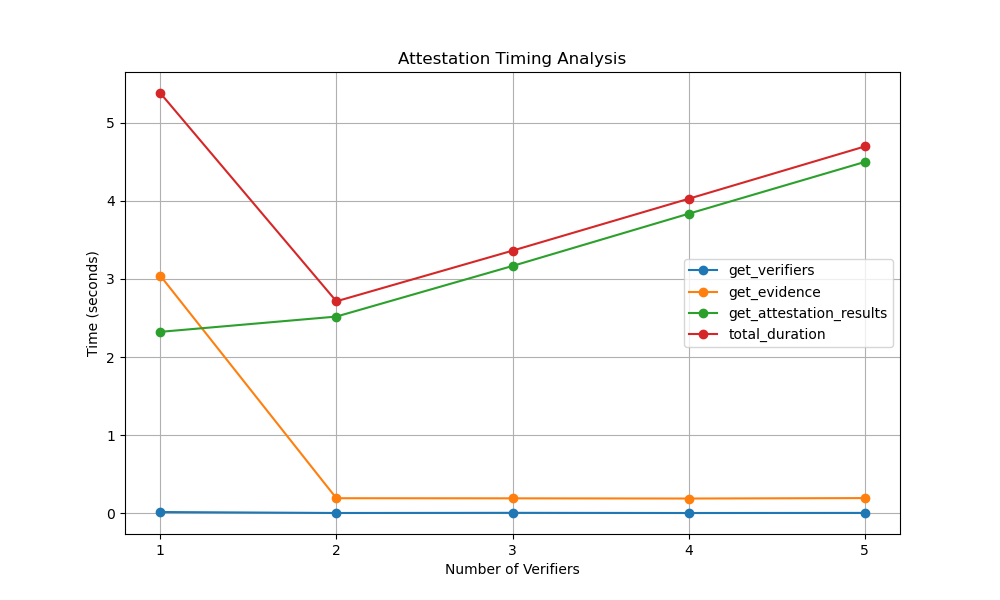 Attestation Timing Analysis
Time (seconds)
5
4
3
2
1
0
get_verifiers
get_evidence
get_attestation_results
total_duration
1 2 3 4 5
Number of Verifiers